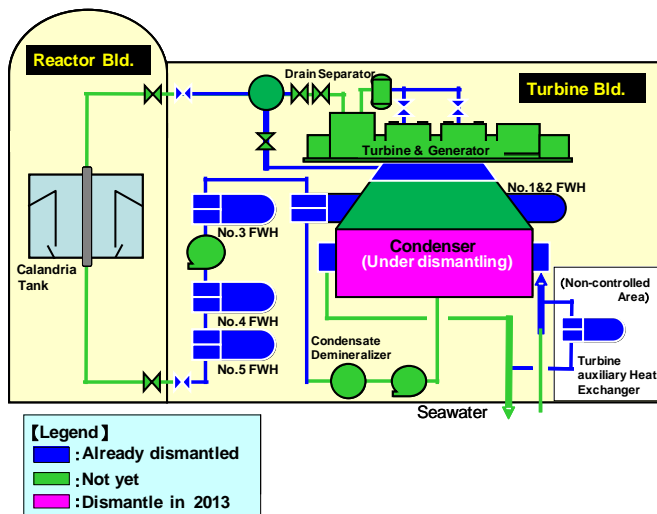 Reactor Bld.
Drain Separator
Turbine Bld.
Turbine & Generator
No.1&2 FWH
No.3 FWH
Calandria
Tank
Condenser
(Under dismantling)
(Non-controlled
Area)
No.4 FWH
Condensate
Demineralizer
No.5 FWH
Turbine
auxiliary Heat
Exchanger
Seawater
【Legend】
: Already dismantled
: Not yet
: Dismantle in 2013